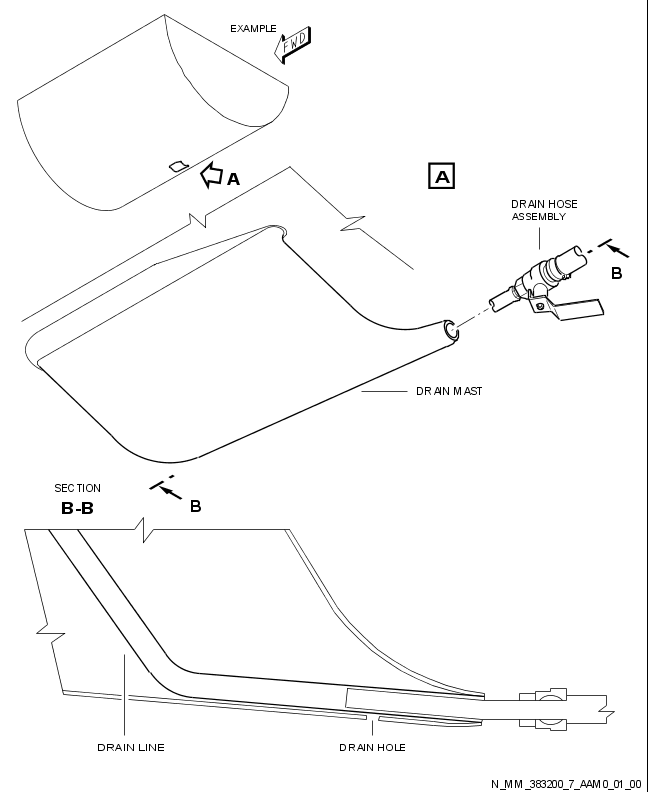 EXAMPLE
FWD
A
A
DRAIN HOSE
ASSEMBLY
B
DRAIN MAST
SECTION
B-B
B
DRAIN LINE
DRAIN HOLE
N_MM_383200_7_AAM0_01_00